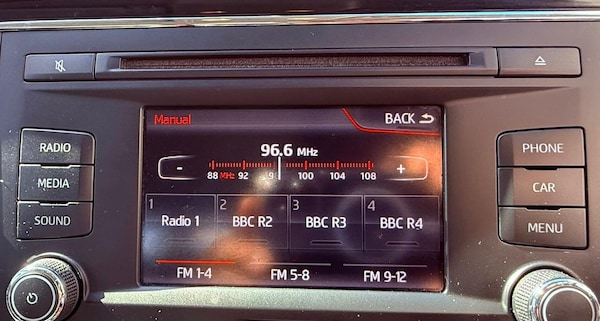 Manual
BACK
96.6 MHz
RADIO
PHONE
-
+
88 MHz 92 96 100 104 108
MEDIA
CAR
1 2 3 4
Radio 1 BBC R2 BBC R3 BBC R4
SOUND
MENU
FM 1-4 FM 5-8 FM 9-12